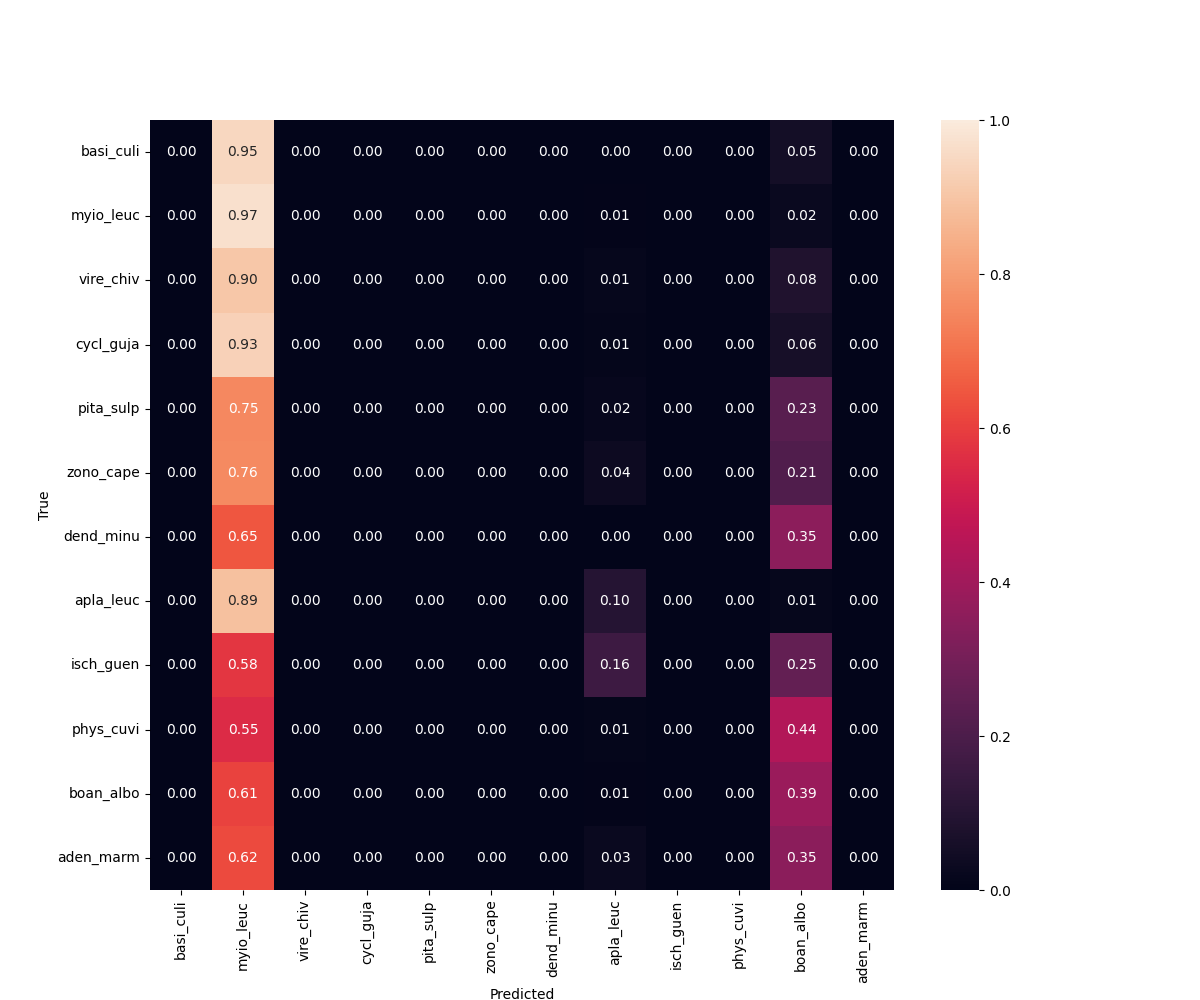 basi_culi 0.00 0.95 0.00 0.00 0.00 0.00 0.00 0.00 0.00 0.00 0.05 0.00
myio_leuc 0.00 0.97 0.00 0.00 0.00 0.00 0.00 0.01 0.00 0.00 0.02 0.00
vire_chiv 0.00 0.90 0.00 0.00 0.00 0.00 0.00 0.01 0.00 0.00 0.08 0.00
cycl_guja 0.00 0.93 0.00 0.00 0.00 0.00 0.00 0.01 0.00 0.00 0.06 0.00
pita_sulp 0.00 0.75 0.00 0.00 0.00 0.00 0.00 0.02 0.00 0.00 0.23 0.00
zono_cape 0.00 0.76 0.00 0.00 0.00 0.00 0.00 0.04 0.00 0.00 0.21 0.00
dend_minu 0.00 0.65 0.00 0.00 0.00 0.00 0.00 0.00 0.00 0.00 0.35 0.00
apla_leuc 0.00 0.89 0.00 0.00 0.00 0.00 0.00 0.10 0.00 0.00 0.01 0.00
isch_guen 0.00 0.58 0.00 0.00 0.00 0.00 0.00 0.16 0.00 0.00 0.25 0.00
phys_cuvi 0.00 0.55 0.00 0.00 0.00 0.00 0.00 0.01 0.00 0.00 0.44 0.00
boan_albo 0.00 0.61 0.00 0.00 0.00 0.00 0.00 0.01 0.00 0.00 0.39 0.00
aden_marm 0.00 0.62 0.00 0.00 0.00 0.00 0.00 0.03 0.00 0.00 0.35 0.00
True
basi_culi myio_leuc vire_chiv cycl_guja pita_sulp zono_cape dend_minu apla_leuc isch_guen phys_cuvi boan_albo aden_marm
Predicted
1.0
0.8
0.6
0.4
0.2
0.0